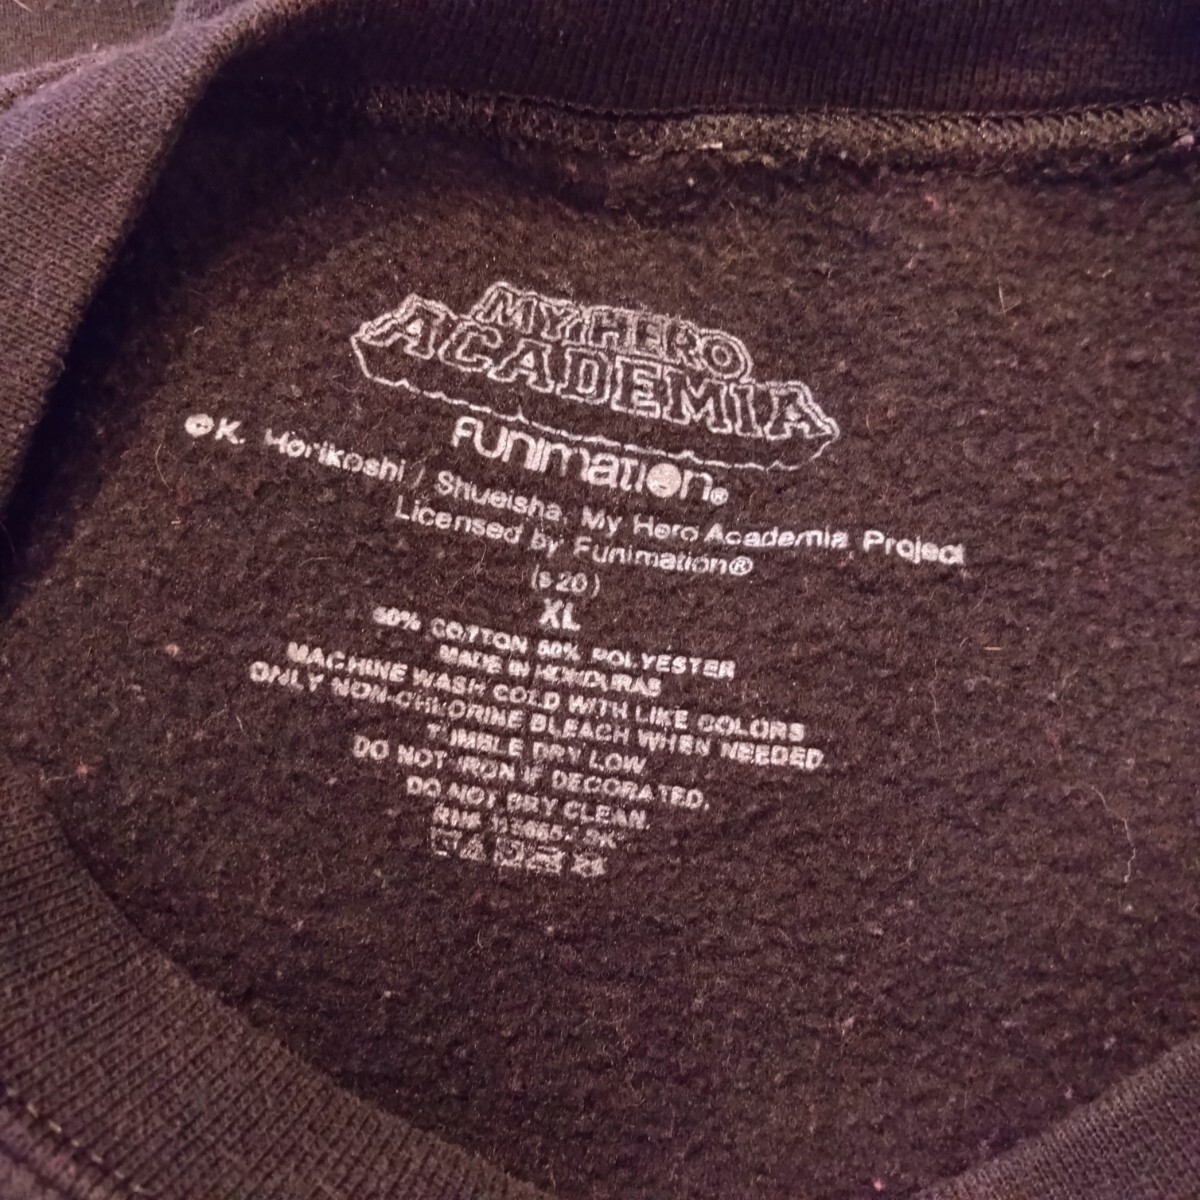 MY HERO
ACADEMIA
FUNIMATION®
©K. Horikoshi / Shueisha, My Hero Academia Project
Licensed by Funimation®
(s20)
XL
50% COTTON 50% POLYESTER
MADE IN HONDURAS
MACHINE WASH COLD WITH LIKE COLORS
ONLY NON-CHLORINE BLEACH WHEN NEEDED
TUMBLE DRY LOW
DO NOT IRON IF DECORATED.
DO NOT DRY CLEAN.
RN#